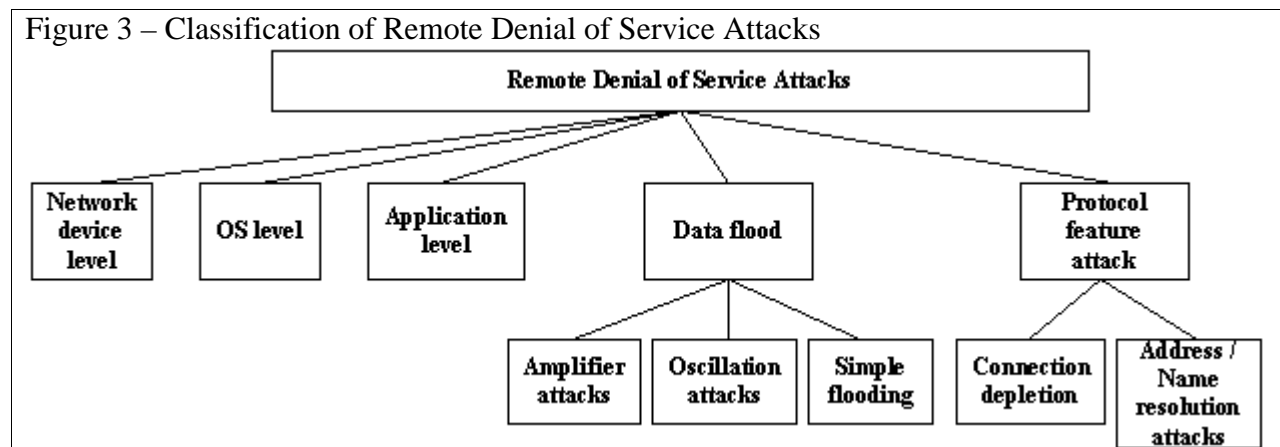 Figure 3 – Classification of Remote Denial of Service Attacks
Remote Denial of Service Attacks
Network
device
level
OS level
Application
level
Data flood
Protocol
feature
attack
Amplifier
attacks
Oscillation
attacks
Simple
flooding
Connection
depletion
Address /
Name
resolution
attacks